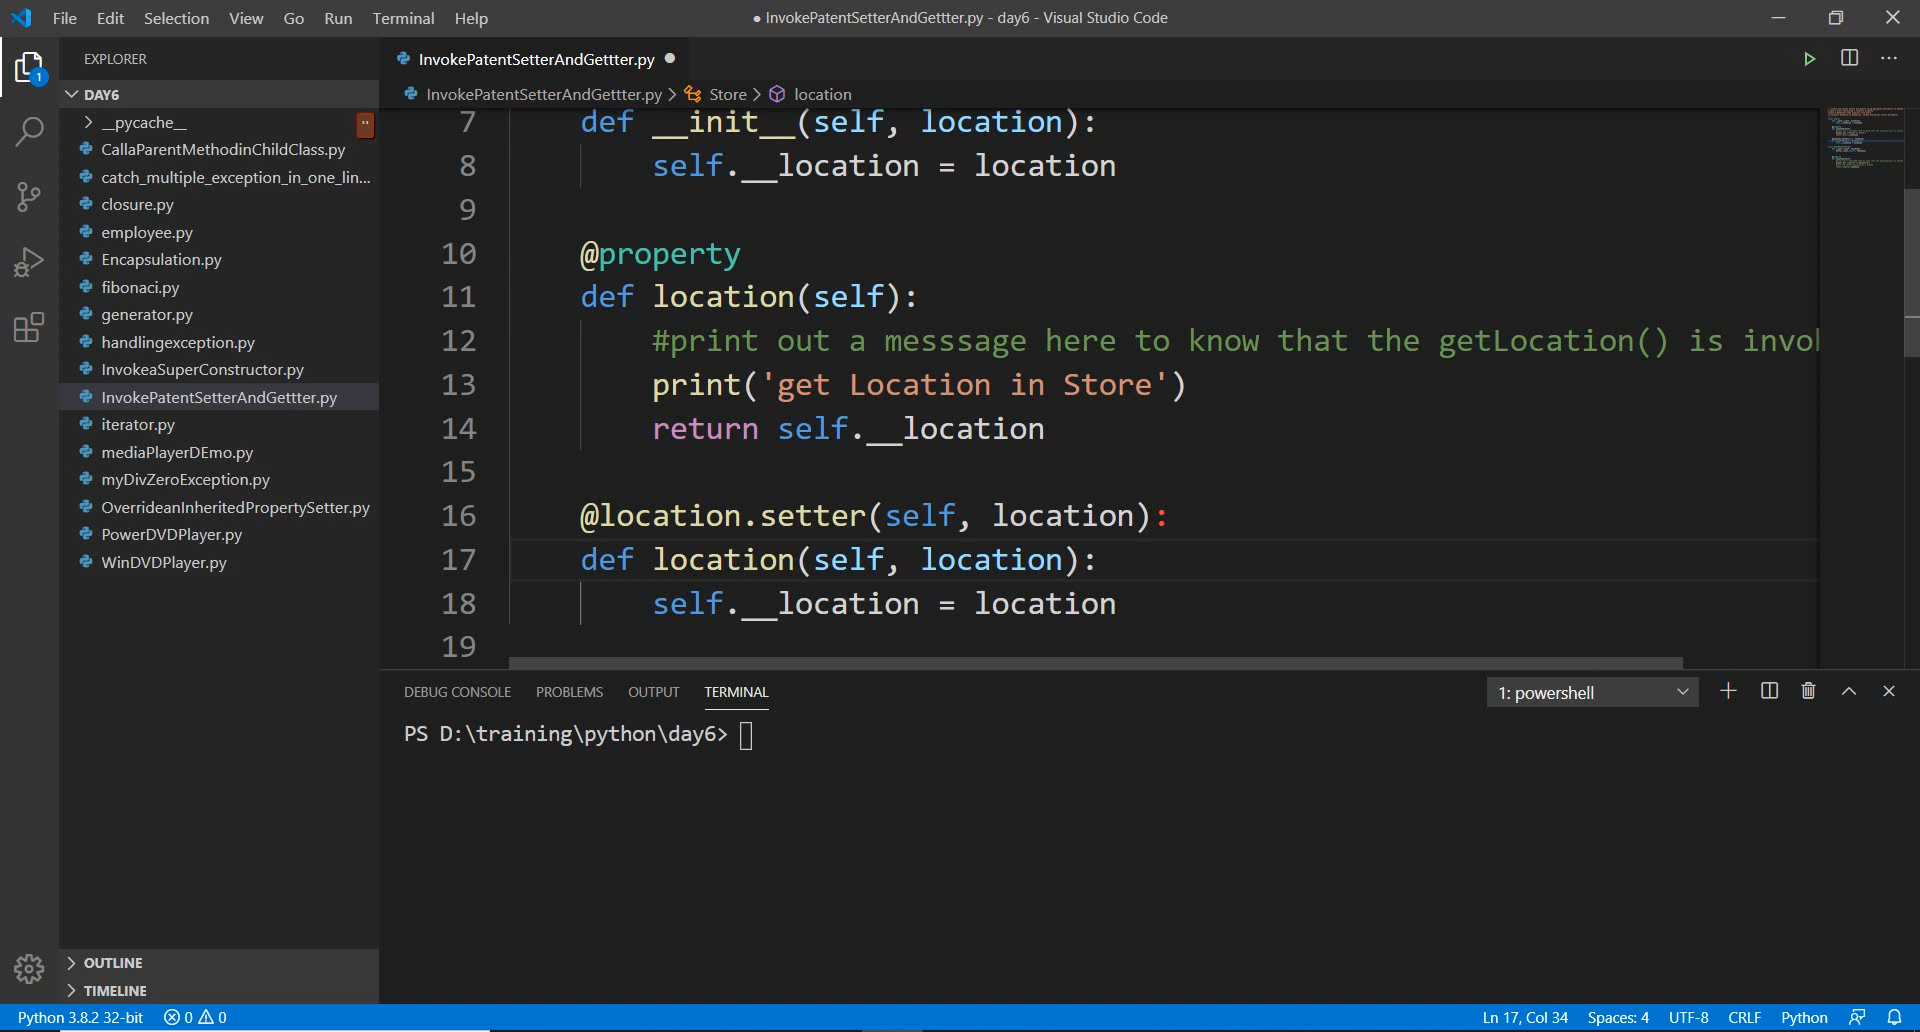 File Edit Selection View Go Run Terminal Help
● InvokePatentSetterAndGettter.py - day6 - Visual Studio Code
EXPLORER
1
DAY6
__pycache__
CallaParentMethodinChildClass.py
catch_multiple_exception_in_one_lin...
closure.py
employee.py
Encapsulation.py
fibonaci.py
generator.py
handlingexception.py
InvokeaSuperConstructor.py
InvokePatentSetterAndGettter.py
iterator.py
mediaPlayerDEmo.py
myDivZeroException.py
OverrideanInheritedPropertySetter.py
PowerDVDPlayer.py
WinDVDPlayer.py
OUTLINE
TIMELINE
InvokePatentSetterAndGettter.py ●
InvokePatentSetterAndGettter.py > Store > location
7 def __init__(self, location):
8 self.__location = location
9
10 @property
11 def location(self):
12 #print out a messsage here to know that the getLocation() is invo
13 print('get Location in Store')
14 return self.__location
15
16 @location.setter(self, location):
17 def location(self, location):
18 self.__location = location
19
DEBUG CONSOLE PROBLEMS OUTPUT TERMINAL
1: powershell
PS D:\training\python\day6>
Python 3.8.2 32-bit 0 0
Ln 17, Col 34 Spaces: 4 UTF-8 CRLF Python